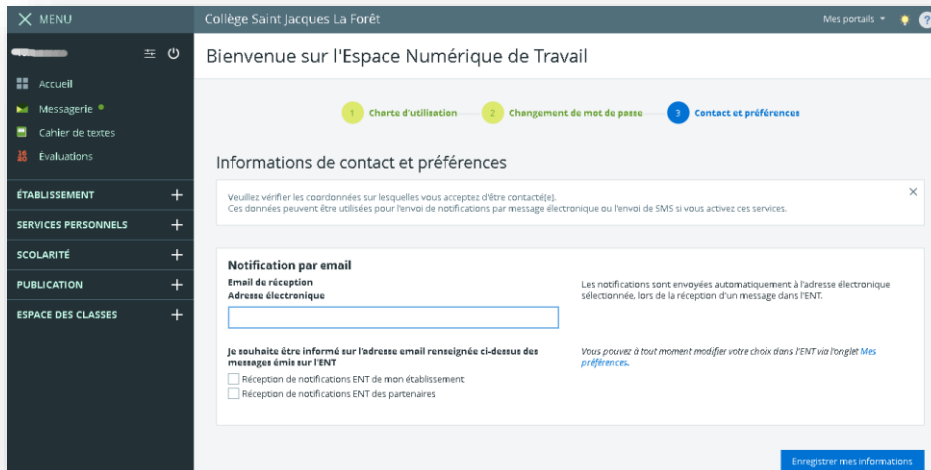 MENU
Collège Saint Jacques La Forêt
Mes portails
?
Bienvenue sur l'Espace Numérique de Travail
Accueil
Messagerie
Cahier de textes
Évaluations
ÉTABLISSEMENT +
SERVICES PERSONNELS +
SCOLARITÉ +
PUBLICATION +
ESPACE DES CLASSES +
1 Charte d'utilisation
2 Changement de mot de passe
3 Contact et préférences
Informations de contact et préférences
Veuillez vérifier les coordonnées sur lesquelles vous acceptez d'être contacté(e).
Ces données peuvent être utilisées pour l'envoi de notifications par message électronique ou l'envoi de SMS si vous activez ces services.
Notification par email
Email de réception
Adresse électronique
Les notifications sont envoyées automatiquement à l'adresse électronique
sélectionnée, lors de la réception d'un message dans l'ENT.
Je souhaite être informé sur l'adresse email renseignée ci-dessus des
messages émis sur l'ENT
Vous pouvez à tout moment modifier votre choix dans l'ENT via l'onglet Mes
préférences.
Réception de notifications ENT de mon établissement
Réception de notifications ENT des partenaires
Enregistrer mes informations